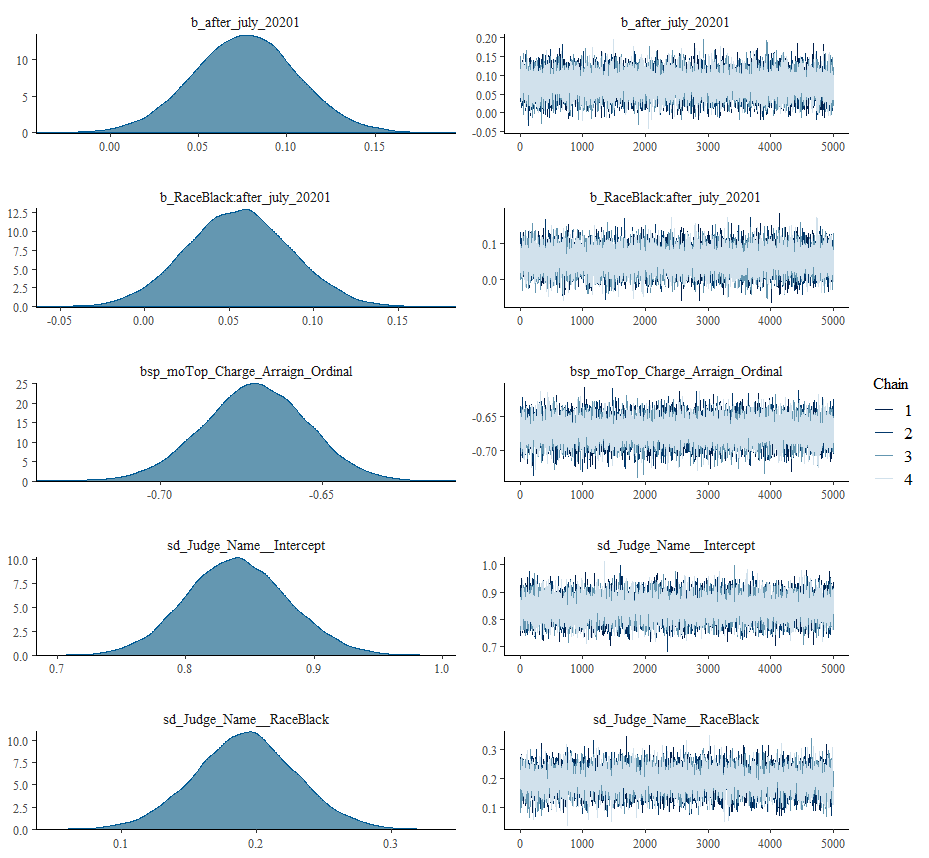 b_after_july_20201
10
5
0
0.00 0.05 0.10 0.15
b_after_july_20201
0.20
0.15
0.10
0.05
0.00
-0.05
0 1000 2000 3000 4000 5000
b_RaceBlack:after_july_20201
12.5
10.0
7.5
5.0
2.5
0.0
-0.05 0.00 0.05 0.10 0.15
b_RaceBlack:after_july_20201
0.1
0.0
0 1000 2000 3000 4000 5000
bsp_moTop_Charge_Arraign_Ordinal
25
20
15
10
5
0
-0.70 -0.65
bsp_moTop_Charge_Arraign_Ordinal
-0.65
-0.70
0 1000 2000 3000 4000 5000
sd_Judge_Name__Intercept
10.0
7.5
5.0
2.5
0.0
0.7 0.8 0.9 1.0
sd_Judge_Name__Intercept
1.0
0.9
0.8
0.7
0 1000 2000 3000 4000 5000
sd_Judge_Name__RaceBlack
10.0
7.5
5.0
2.5
0.0
0.1 0.2 0.3
sd_Judge_Name__RaceBlack
0.3
0.2
0.1
0 1000 2000 3000 4000 5000
Chain
1
2
3
4